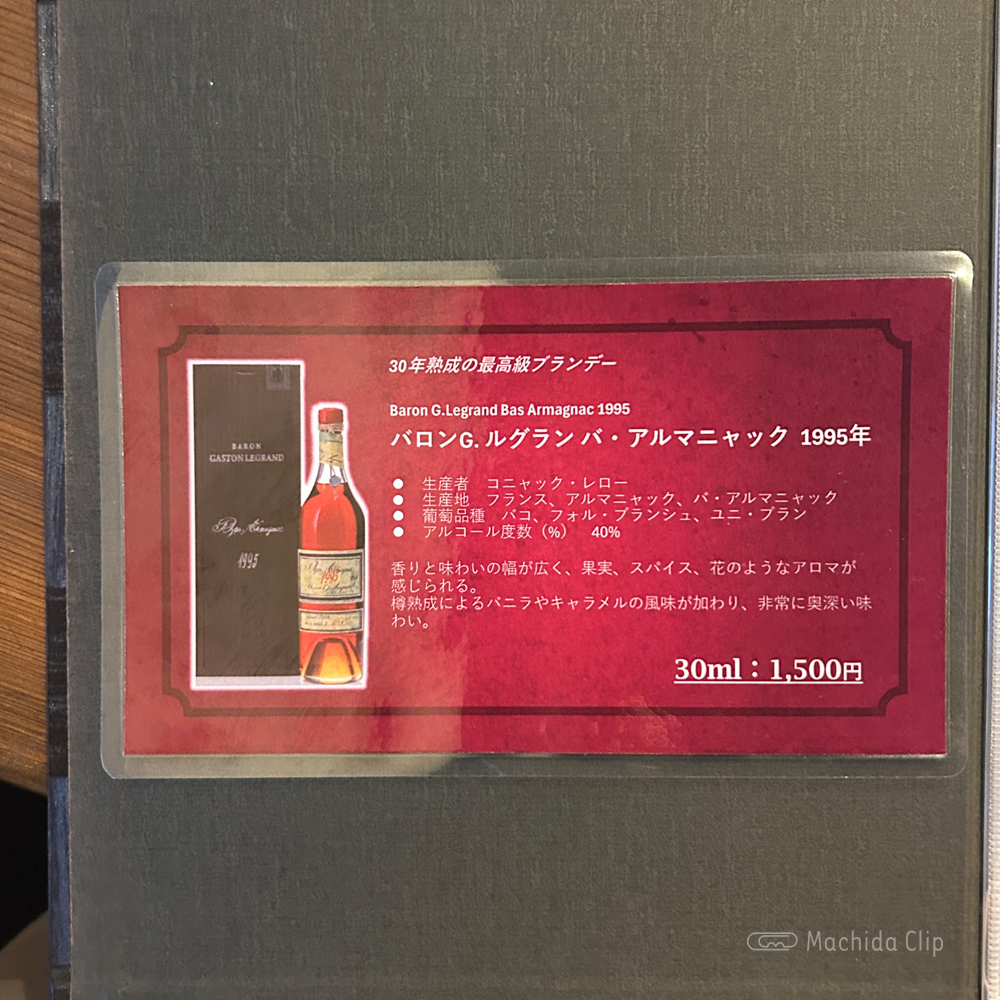 30年熟成の最高級ブランデー
Baron G.Legrand Bas Armagnac 1995
バロンG. ルグラン バ・アルマニャック 1995年
● 生産者 コニャック・レロー
● 生産地 フランス、アルマニャック、バ・アルマニャック
● 葡萄品種 バコ、フォル・ブランシュ、ユニ・ブラン
● アルコール度数（%） 40%
香りと味わいの幅が広く、果実、スパイス、花のようなアロマが
感じられる。
樽熟成によるバニラやキャラメルの風味が加わり、非常に奥深い味
わい。
30ml：1,500円
BARON
GASTON LEGRAND
Bas Armagnac
1995
1995
Machida Clip